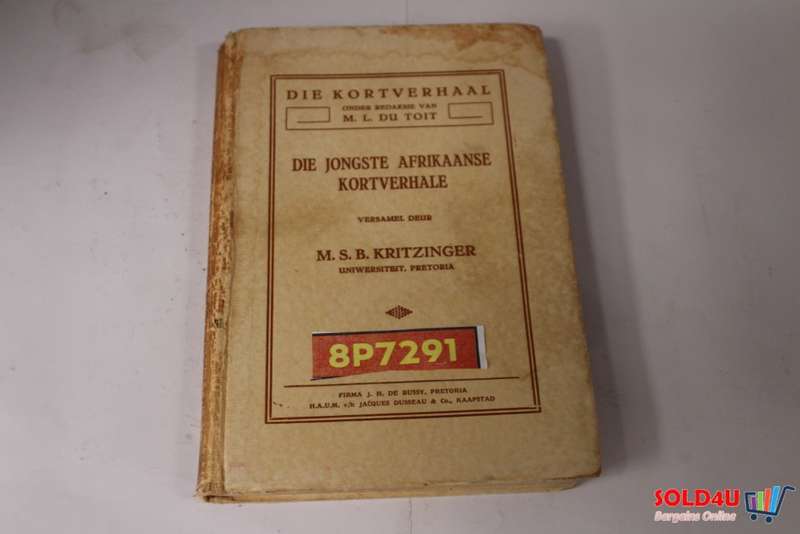 DIE KORTVERHAAL
ONDER REDAKSIE VAN
M. L. DU TOIT
DIE JONGSTE AFRIKAANSE
KORTVERHALE
VERSAMEL DEUR
M. S. B. KRITZINGER
UNIWERSITEIT, PRETORIA
8P7291
FIRMA J. H. DE BUSSY, PRETORIA
H.A.U.M. v/h JACQUES DUSSEAU & Co., KAAPSTAD
SOLD4U
Bargains Online